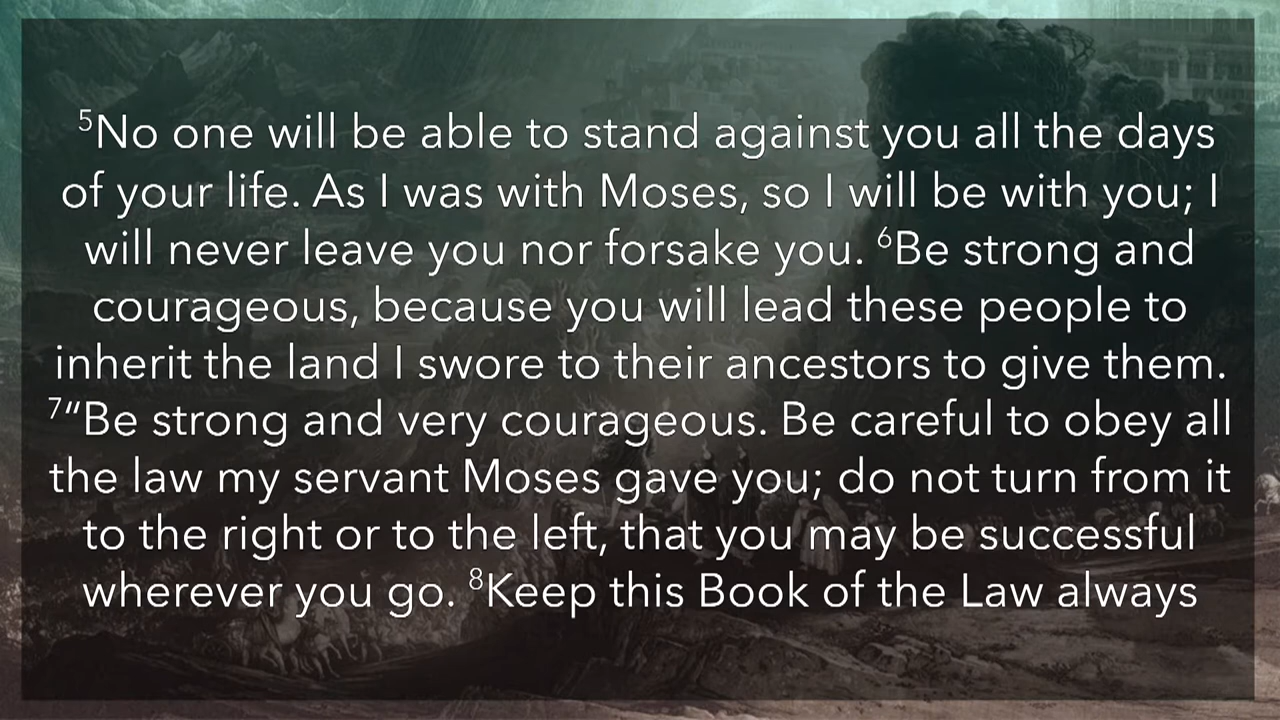 ⁵No one will be able to stand against you all the days
of your life. As I was with Moses, so I will be with you; I
will never leave you nor forsake you. ⁶Be strong and
courageous, because you will lead these people to
inherit the land I swore to their ancestors to give them.
⁷“Be strong and very courageous. Be careful to obey all
the law my servant Moses gave you; do not turn from it
to the right or to the left, that you may be successful
wherever you go. ⁸Keep this Book of the Law always